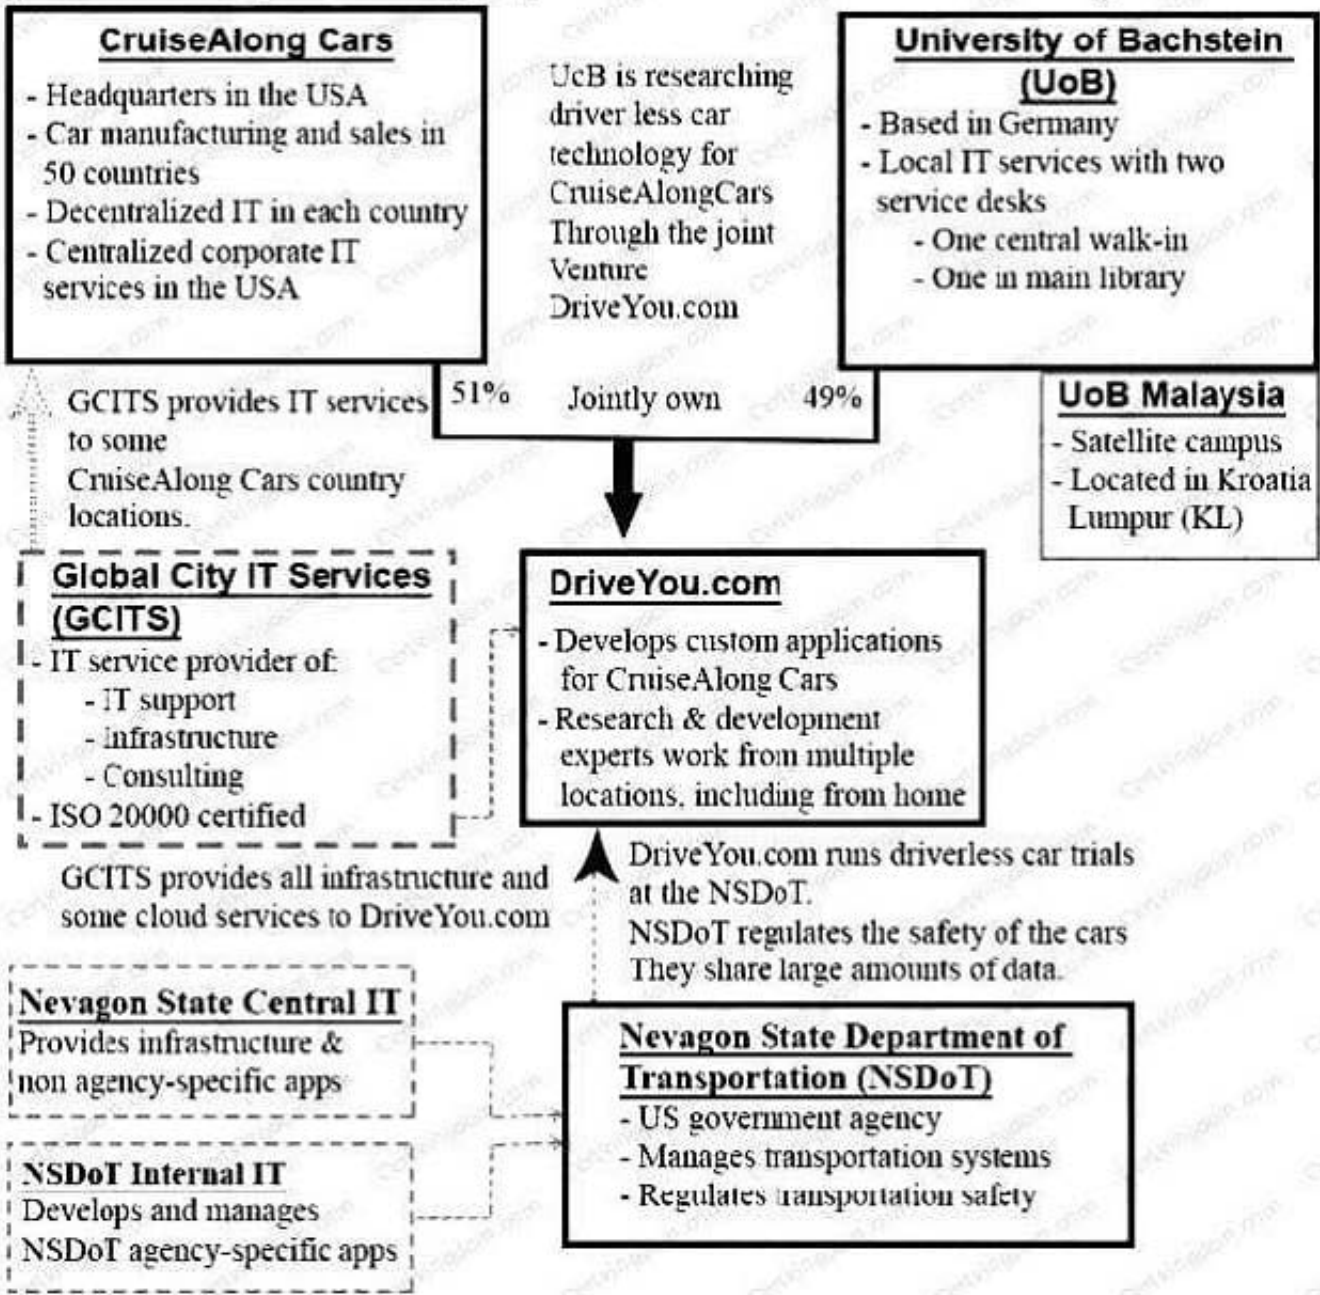 CruiseAlong Cars
- Headquarters in the USA
- Car manufacturing and sales in
50 countries
- Decentralized IT in each country
- Centralized corporate IT
services in the USA
UcB is researching
driver less car
technology for
CruiseAlongCars
Through the joint
Venture
DriveYou.com
University of Bachstein
(UoB)
- Based in Germany
- Local IT services with two
service desks
- One central walk-in
- One in main library
51% Jointly own 49%
UoB Malaysia
- Satellite campus
- Located in Kroatia
Lumpur (KL)
GCITS provides IT services
to some
CruiseAlong Cars country
locations.
Global City IT Services
(GCITS)
- IT service provider of:
- IT support
- Infrastructure
- Consulting
- ISO 20000 certified
DriveYou.com
- Develops custom applications
for CruiseAlong Cars
- Research & development
experts work from multiple
locations, including from home
GCITS provides all infrastructure and
some cloud services to DriveYou.com
DriveYou.com runs driverless car trials
at the NSDoT.
NSDoT regulates the safety of the cars
They share large amounts of data.
Nevagon State Central IT
Provides infrastructure &
non agency-specific apps
NSDoT Internal IT
Develops and manages
NSDoT agency-specific apps
Nevagon State Department of
Transportation (NSDoT)
- US government agency
- Manages transportation systems
- Regulates transportation safety